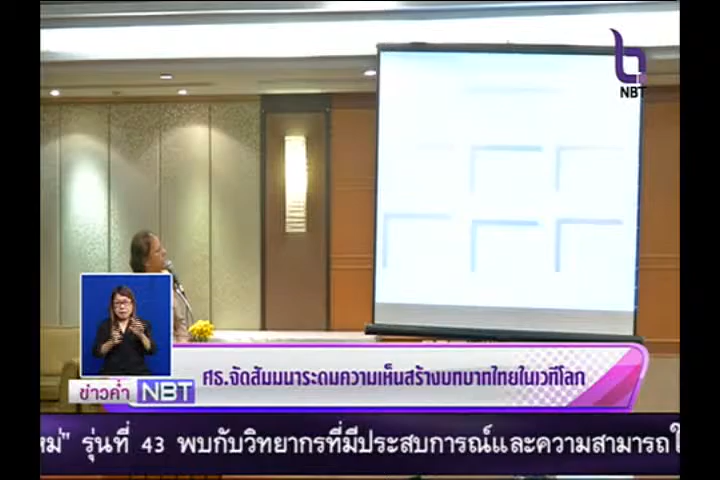 NBT
ศธ.จัดสัมมนาระดมความเห็นสร้างบทบาทไทยในเวทีโลก
ข่าวค่ำ NBT
หม่" รุ่นที่ 43 พบกับวิทยากรที่มีประสบการณ์และความสามารถใ